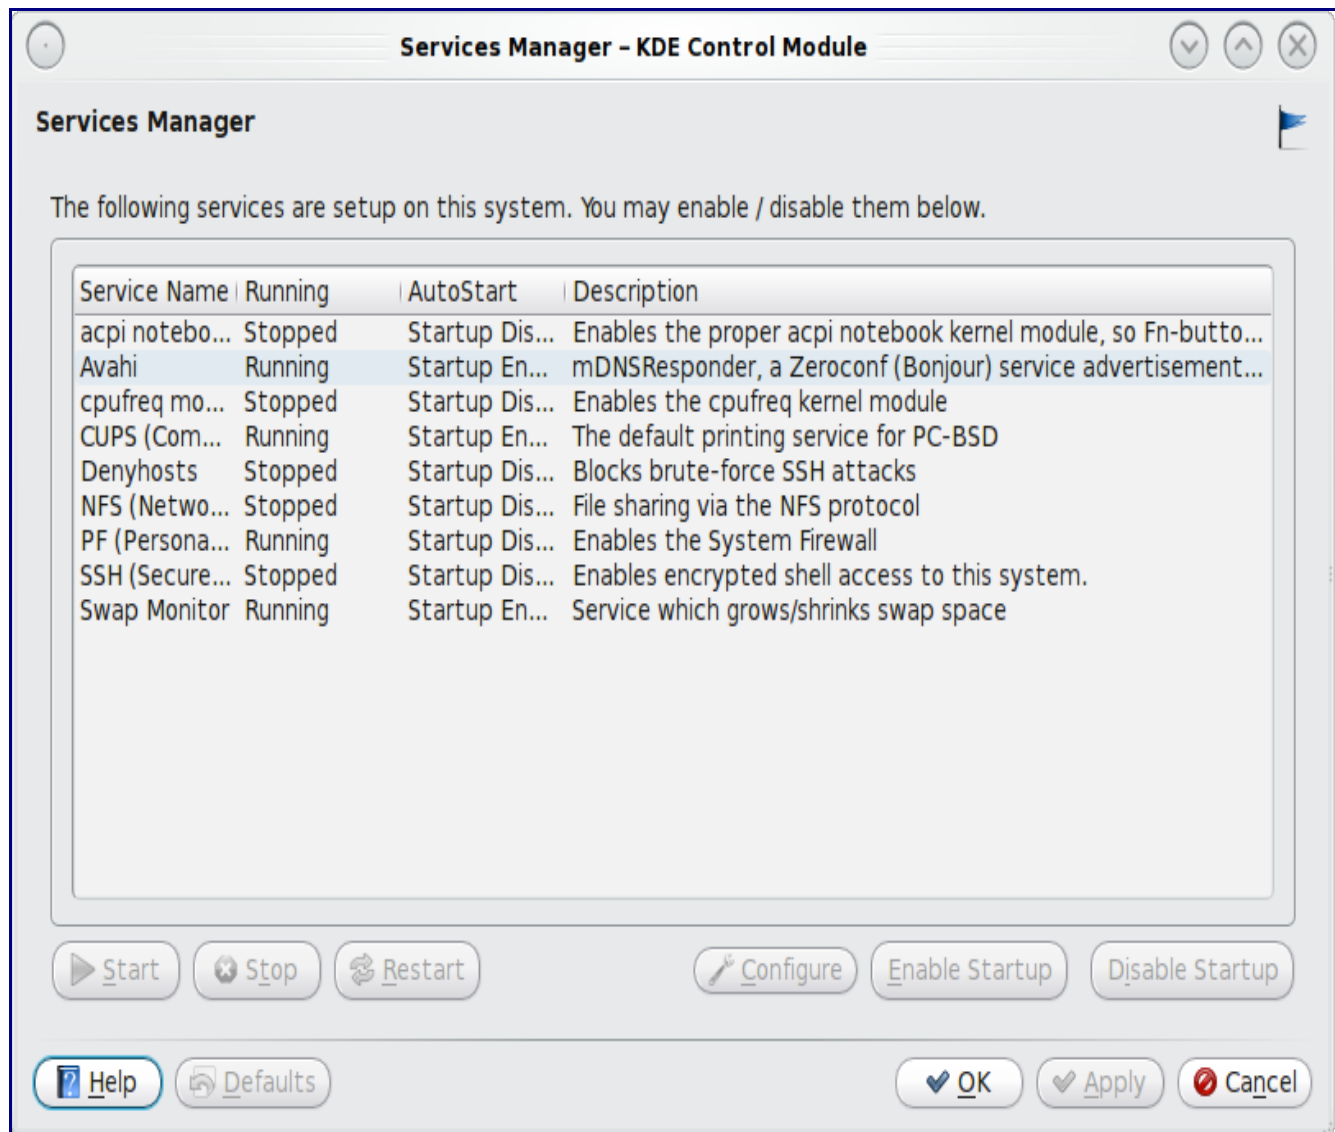 Services Manager – KDE Control Module
Services Manager
The following services are setup on this system. You may enable / disable them below.
Service Name Running AutoStart Description
acpi notebo... Stopped Startup Dis... Enables the proper acpi notebook kernel module, so Fn-butto...
Avahi Running Startup En... mDNSResponder, a Zeroconf (Bonjour) service advertisement...
cpufreq mo... Stopped Startup Dis... Enables the cpufreq kernel module
CUPS (Com... Running Startup En... The default printing service for PC-BSD
Denyhosts Stopped Startup Dis... Blocks brute-force SSH attacks
NFS (Netwo... Stopped Startup Dis... File sharing via the NFS protocol
PF (Persona... Running Startup Dis... Enables the System Firewall
SSH (Secure... Stopped Startup Dis... Enables encrypted shell access to this system.
Swap Monitor Running Startup En... Service which grows/shrinks swap space
Start Stop Restart Configure Enable Startup Disable Startup
Help Defaults OK Apply Cancel